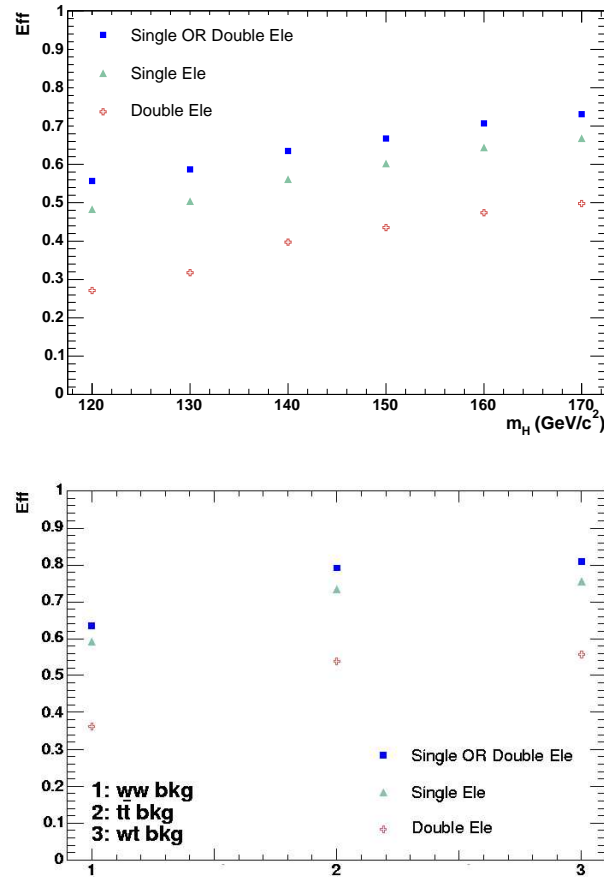 Eff
1
0.9
0.8
0.7
0.6
0.5
0.4
0.3
0.2
0.1
0
Single OR Double Ele
Single Ele
Double Ele
120 130 140 150 160 170
m_H (GeV/c²)
Eff
1
0.9
0.8
0.7
0.6
0.5
0.4
0.3
0.2
0.1
0
Single OR Double Ele
Single Ele
Double Ele
1: ww bkg
2: tt̄ bkg
3: wt bkg
1 2 3